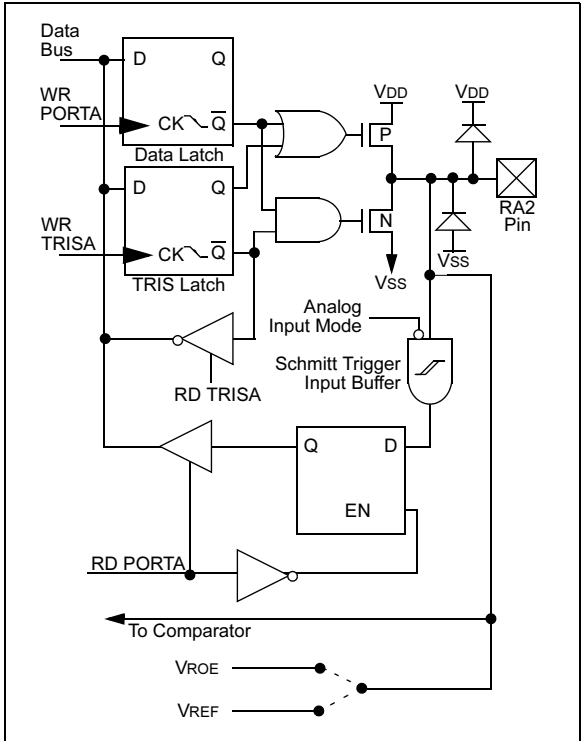 Data
Bus
D Q
WR
PORTA
CK Q
Data Latch
VDD
P
VDD
RA2
Pin
D Q
WR
TRISA
CK Q
TRIS Latch
N
VSS
VSS
Analog
Input Mode
Schmitt Trigger
Input Buffer
RD TRISA
Q D
EN
RD PORTA
To Comparator
VROE
VREF